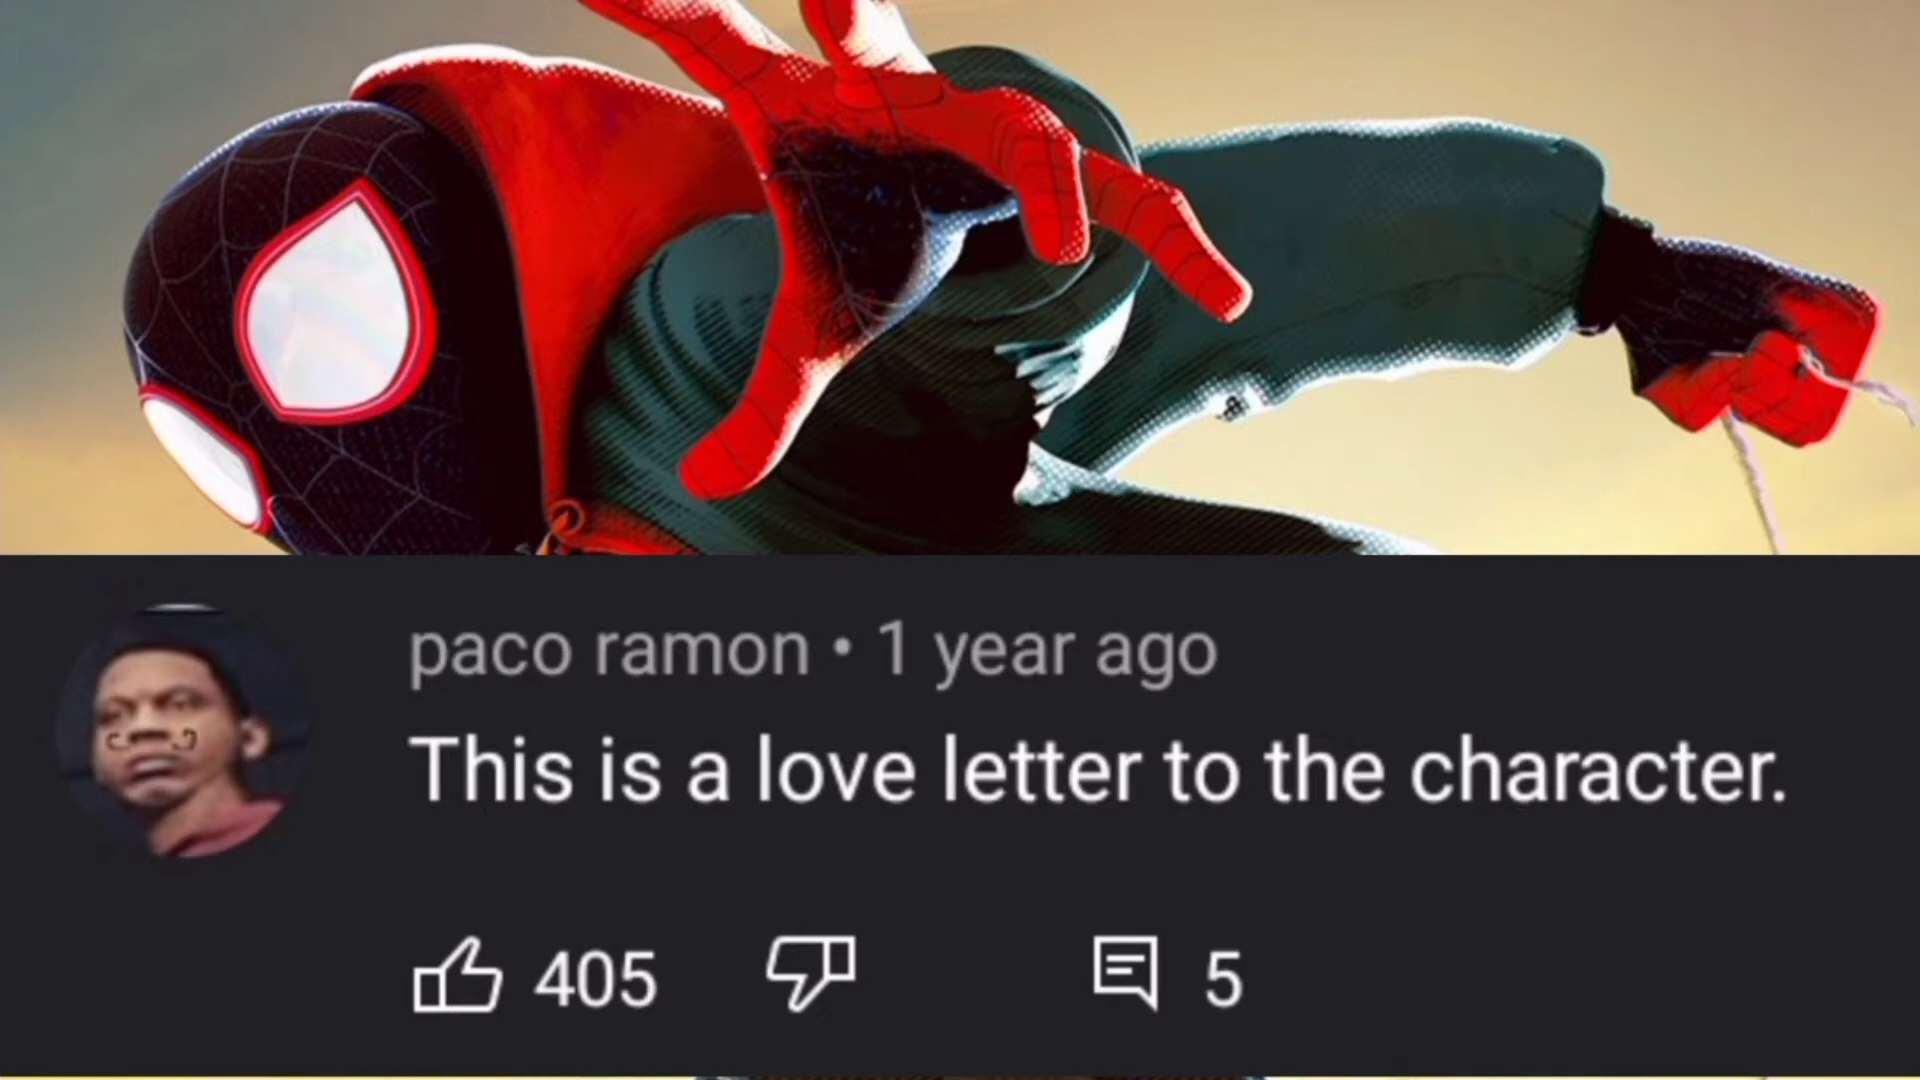 paco ramon • 1 year ago
This is a love letter to the character.
405 5